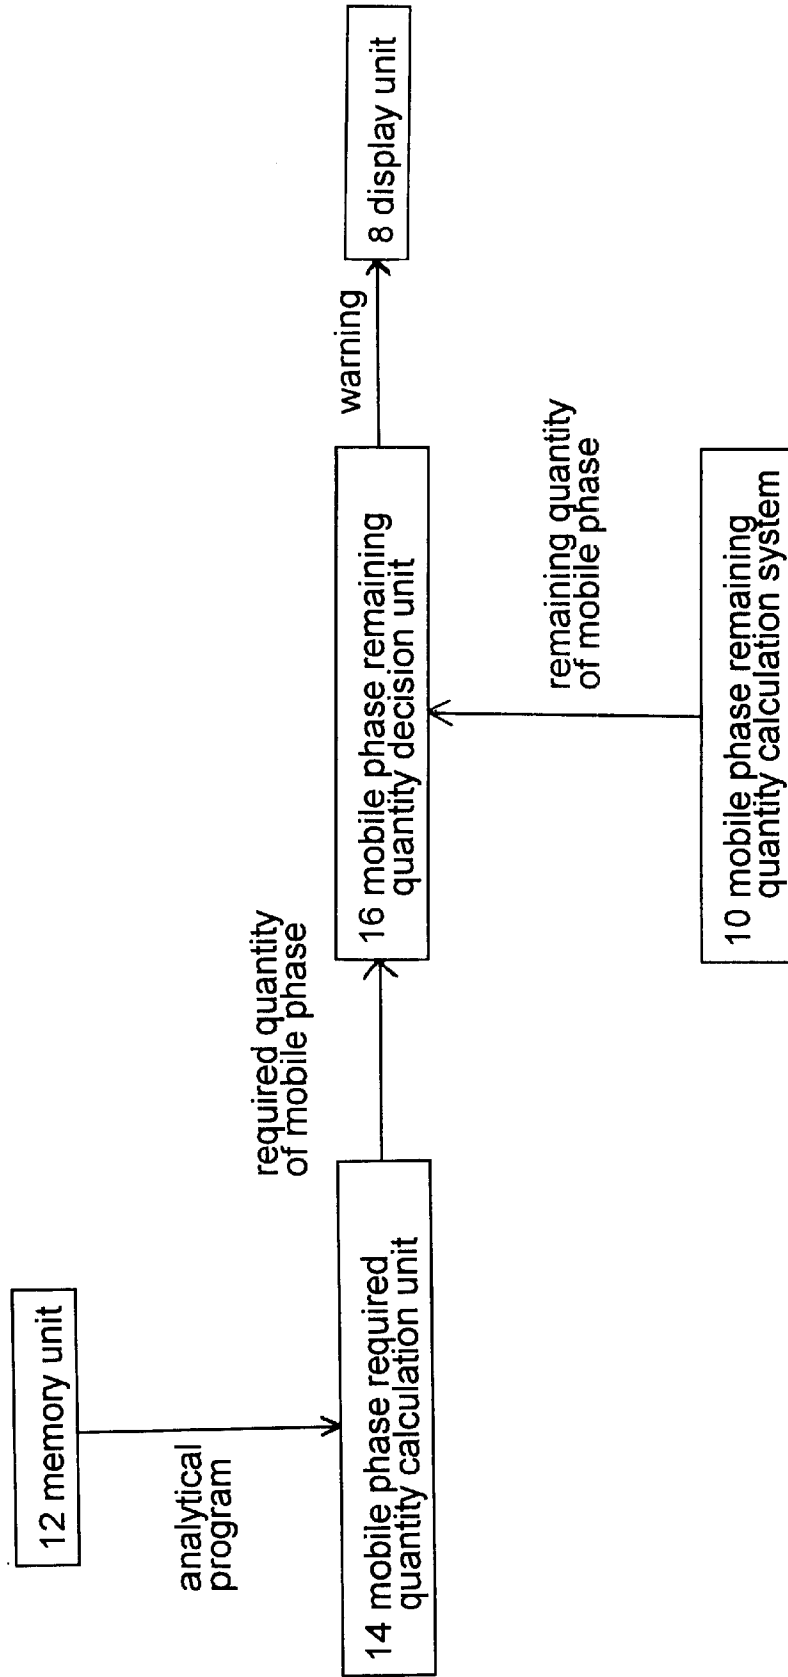 12 memory unit
analytical
program
14 mobile phase required
quantity calculation unit
required quantity
of mobile phase
16 mobile phase remaining
quantity decision unit
warning
8 display unit
remaining quantity
of mobile phase
10 mobile phase remaining
quantity calculation system